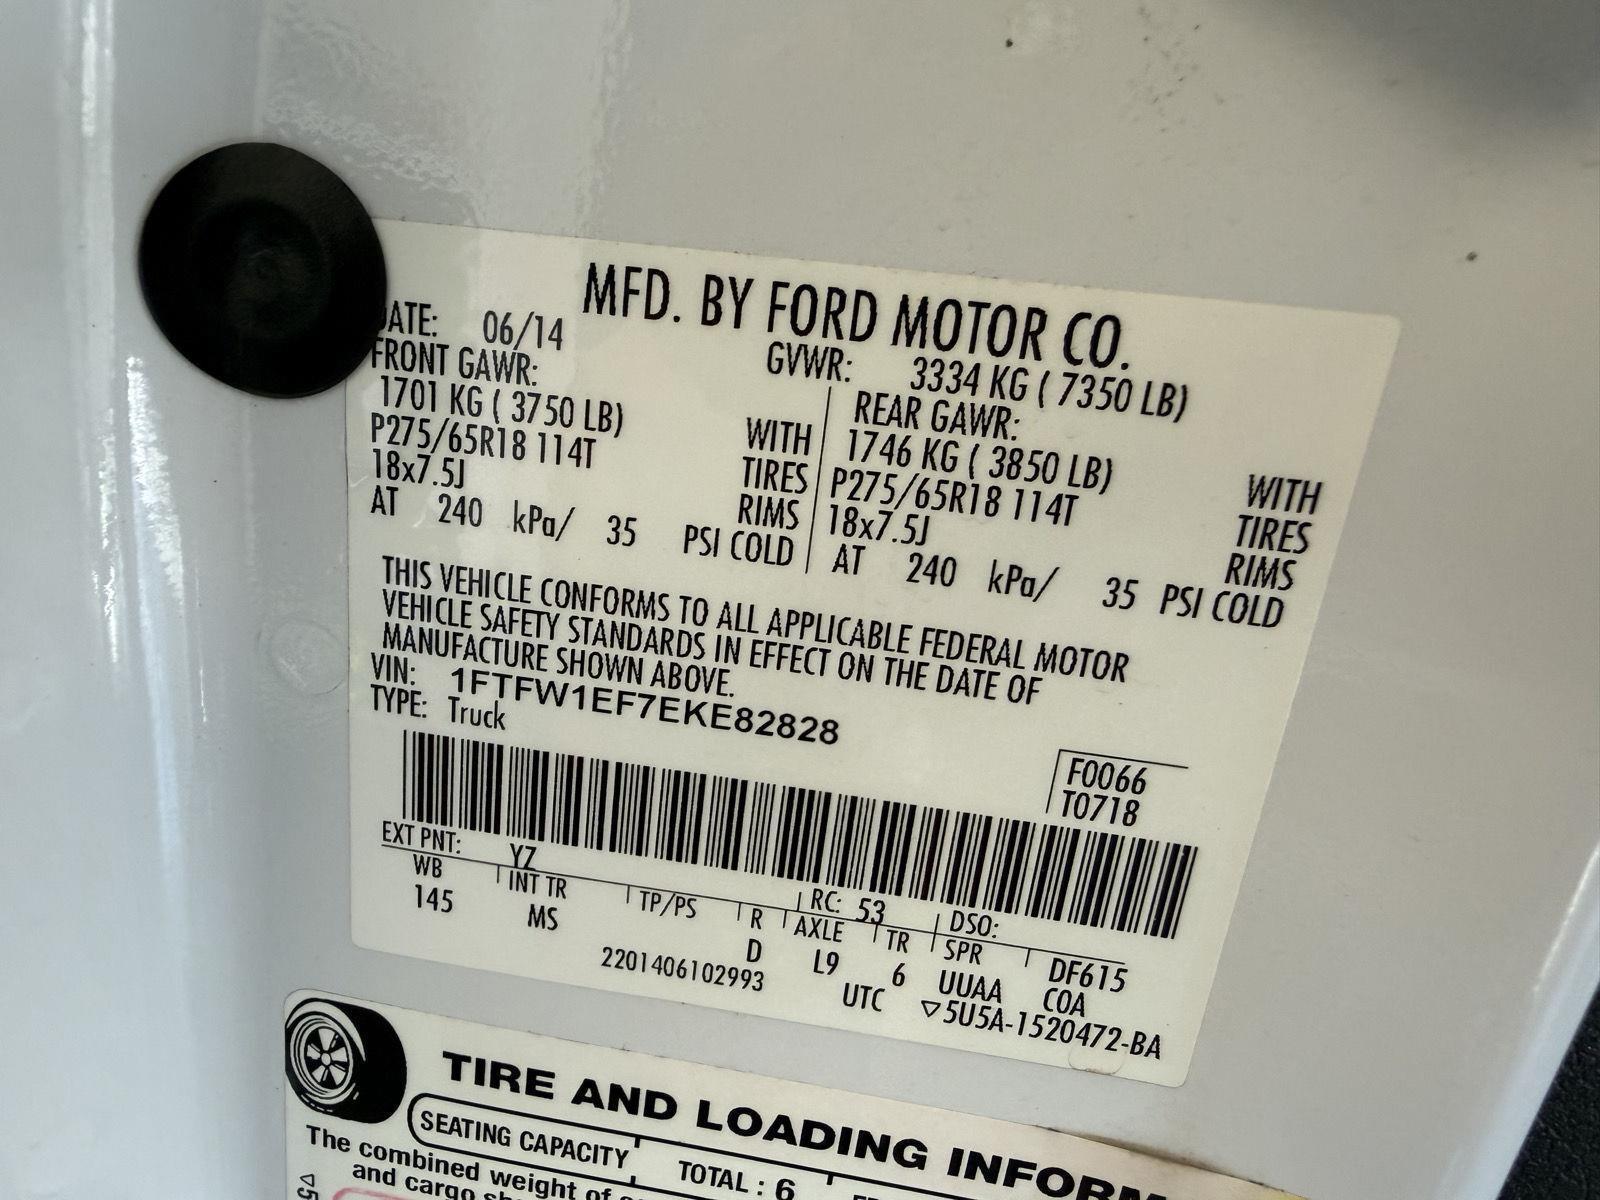 MFD. BY FORD MOTOR CO.
DATE: 06/14 GVWR: 3334 KG ( 7350 LB)
FRONT GAWR: REAR GAWR:
1701 KG ( 3750 LB) WITH 1746 KG ( 3850 LB) WITH
P275/65R18 114T TIRES P275/65R18 114T TIRES
18x7.5J RIMS 18x7.5J RIMS
AT 240 kPa/ 35 PSI COLD AT 240 kPa/ 35 PSI COLD
THIS VEHICLE CONFORMS TO ALL APPLICABLE FEDERAL MOTOR
VEHICLE SAFETY STANDARDS IN EFFECT ON THE DATE OF
MANUFACTURE SHOWN ABOVE.
VIN: 1FTFW1EF7EKE82828
TYPE: Truck
F0066
T0718
EXT PNT: YZ RC: 53 DSO:
WB INT TR TP/PS R AXLE TR SPR DF615
145 MS D L9 6 UUAA COA
2201406102993 UTC ▽5U5A-1520472-BA
TIRE AND LOADING INFORM
SEATING CAPACITY TOTAL : 6
The combined weight of
and cargo
▽5